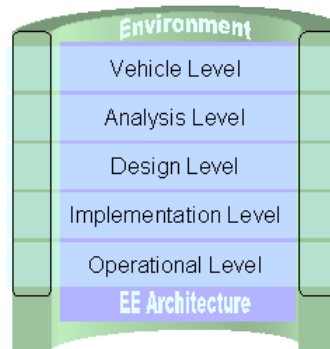 Environment
Vehicle Level
Analysis Level
Design Level
Implementation Level
Operational Level
EE Architecture